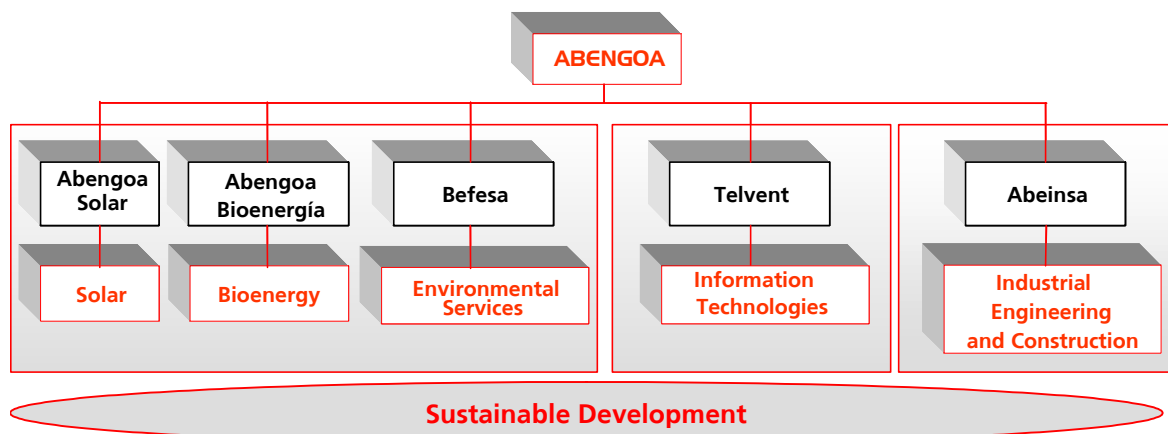 ABENGOA
Abengoa
Solar
Abengoa
Bioenergía
Befesa
Telvent
Abeinsa
Solar
Bioenergy
Environmental
Services
Information
Technologies
Industrial
Engineering
and Construction
Sustainable Development